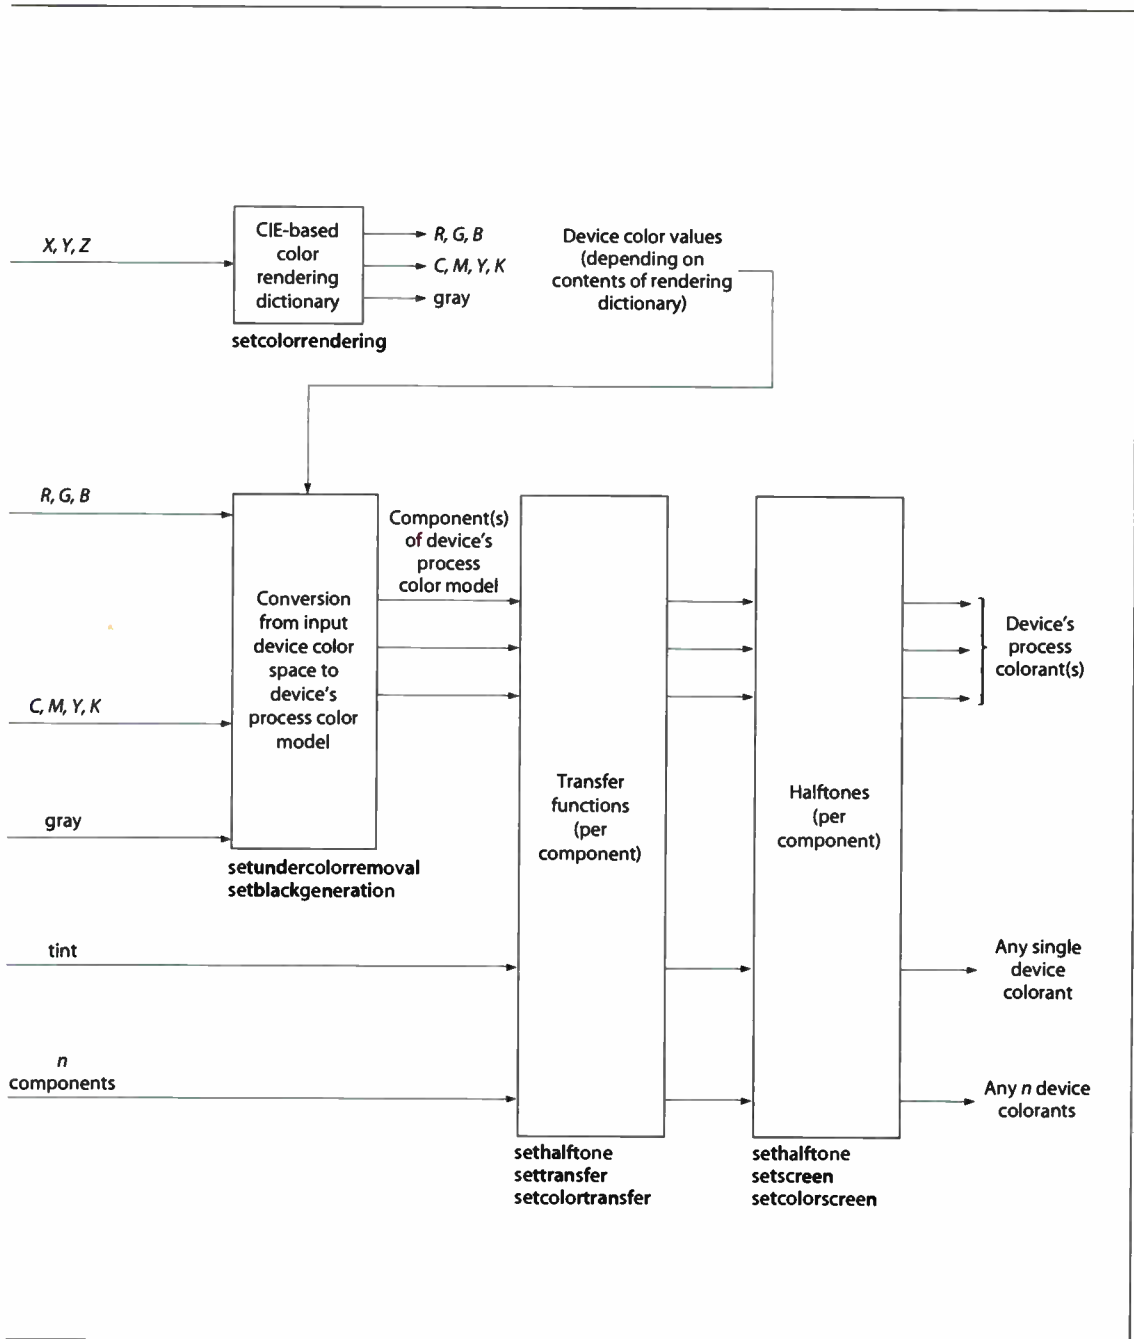 X, Y, Z
CIE-based
color
rendering
dictionary
setcolorrendering
R, G, B
C, M, Y, K
gray
Device color values
(depending on
contents of rendering
dictionary)
R, G, B
C, M, Y, K
gray
Conversion
from input
device color
space to
device's
process color
model
setundercolorremoval
setblackgeneration
Component(s)
of device's
process
color model
tint
n
components
Transfer
functions
(per
component)
sethalftone
settransfer
setcolortransfer
Halftones
(per
component)
sethalftone
setscreen
setcolorscreen
Device's
process
colorant(s)
Any single
device
colorant
Any n device
colorants